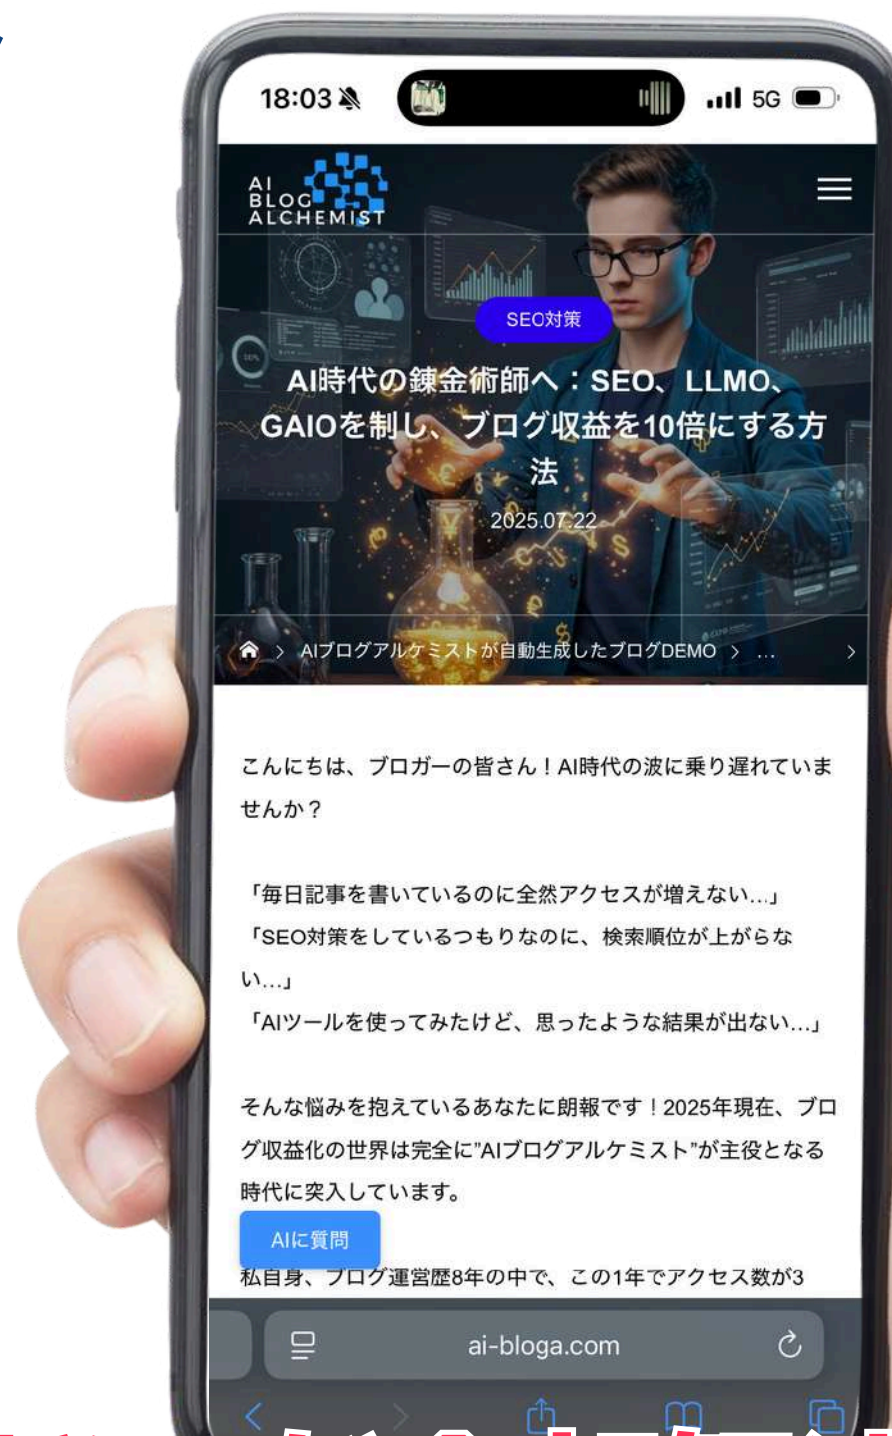 18:03
5G
AI
BLOG
ALCHEMIST
SEO対策
AI時代の錬金術師へ：SEO、LLMO、
GAIOを制し、ブログ収益を10倍にする方
法
2025.07.22
> AIブログアルケミストが自動生成したブログDEMO > … >
こんにちは、ブロガーの皆さん！AI時代の波に乗り遅れていま
せんか？
「毎日記事を書いているのに全然アクセスが増えない…」
「SEO対策をしているつもりなのに、検索順位が上がらな
い…」
「AIツールを使ってみたけど、思ったような結果が出ない…」
そんな悩みを抱えているあなたに朗報です！2025年現在、ブロ
グ収益化の世界は完全に”AIブログアルケミスト”が主役となる
時代に突入しています。
AIに質問
私自身、ブログ運営歴8年の中で、この1年でアクセス数が3
ai-bloga.com